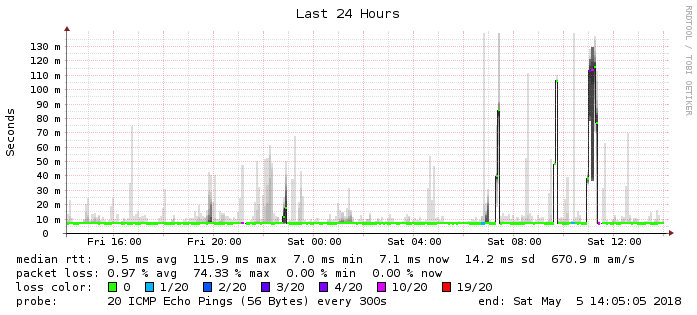 Last 24 Hours
RRDTOOL / TOBI OETIKER
Seconds
130 m
120 m
110 m
100 m
90 m
80 m
70 m
60 m
50 m
40 m
30 m
20 m
10 m
0
Fri 16:00 Fri 20:00 Sat 00:00 Sat 04:00 Sat 08:00 Sat 12:00
median rtt: 9.5 ms avg 115.9 ms max 7.0 ms min 7.1 ms now 14.2 ms sd 670.9 m am/s
packet loss: 0.97 % avg 74.33 % max 0.00 % min 0.00 % now
loss color: 0 1/20 2/20 3/20 4/20 10/20 19/20
probe: 20 ICMP Echo Pings (56 Bytes) every 300s end: Sat May 5 14:05:05 2018